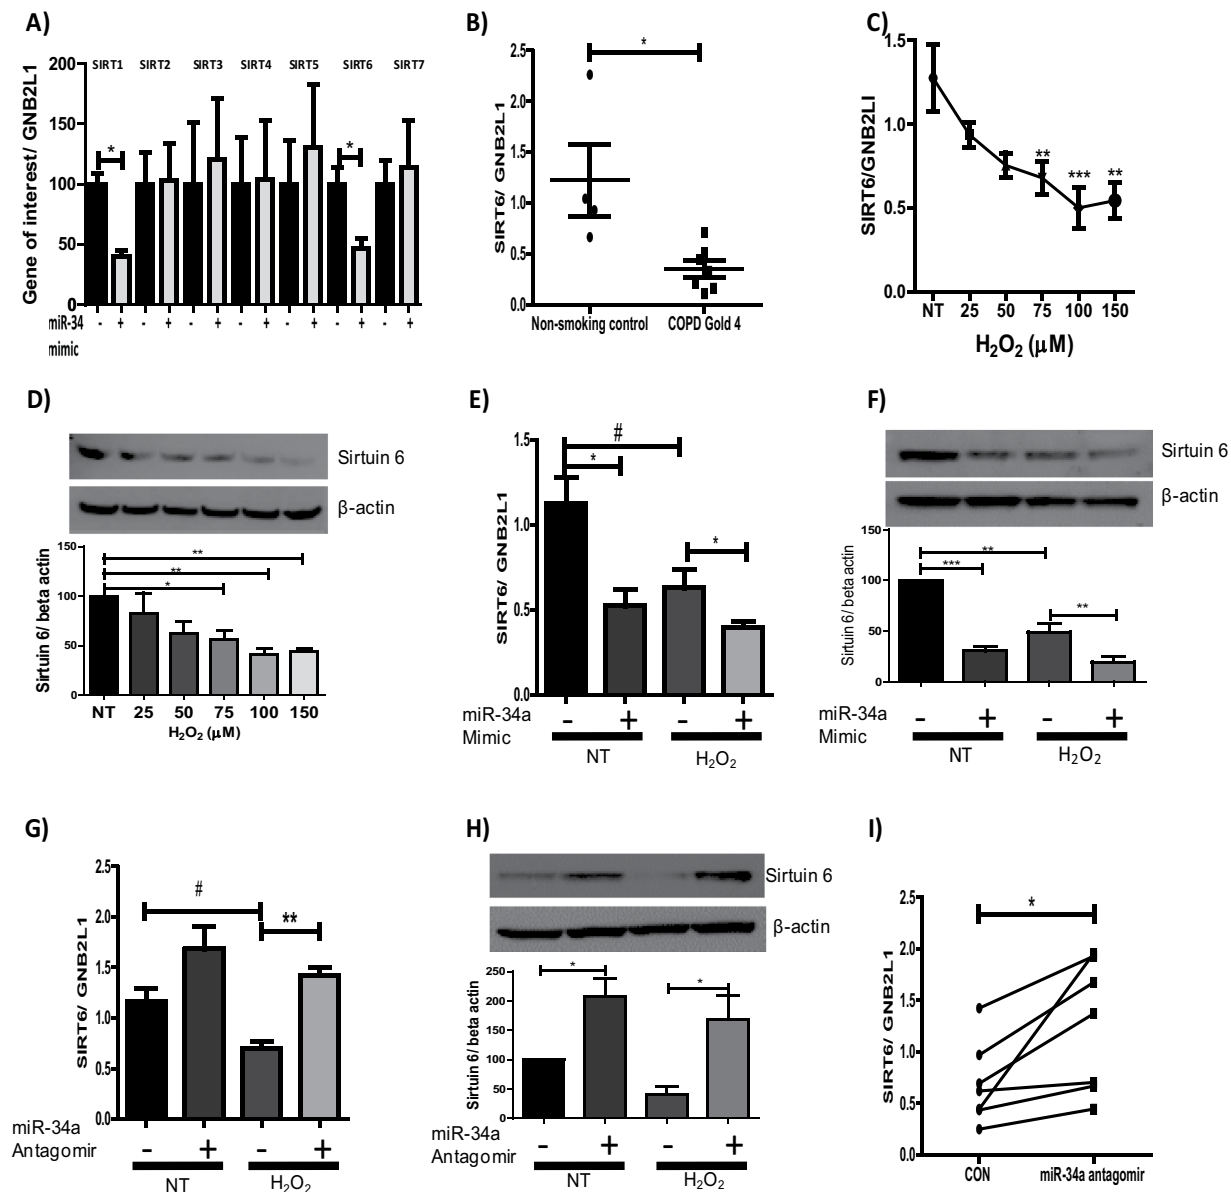 A)
SIRT1 SIRT2 SIRT3 SIRT4 SIRT5 SIRT6 SIRT7
Gene of interest/ GNB2L1
200
150
100
50
0
* *
miR-34 - + - + - + - + - + - + - +
mimic
B)
SIRT6/ GNB2L1
2.5
2.0
1.5
1.0
0.5
0.0
*
Non-smoking control COPD Gold 4
C)
SIRT6/GNB2LI
1.5
1.0
0.5
0.0
** *** **
NT 25 50 75 100 150
H₂O₂ (μM)
D)
Sirtuin 6
β-actin
Sirtuin 6/ beta actin
150
100
50
0
**
**
*
NT 25 50 75 100 150
H₂O₂ (μM)
E)
SIRT6/ GNB2L1
1.5
1.0
0.5
0.0
#
*
*
miR-34a - + - +
Mimic
NT H₂O₂
F)
Sirtuin 6
β-actin
Sirtuin 6/ beta actin
150
100
50
0
**
***
**
miR-34a - + - +
Mimic
NT H₂O₂
G)
SIRT6/ GNB2L1
2.5
2.0
1.5
1.0
0.5
0.0
#
**
miR-34a
Antagomir - + - +
NT H₂O₂
H)
Sirtuin 6
β-actin
Sirtuin 6/ beta actin
250
200
150
100
50
0
* *
miR-34a
Antagomir - + - +
NT H₂O₂
I)
SIRT6/ GNB2L1
2.5
2.0
1.5
1.0
0.5
0.0
*
CON miR-34a antagomir